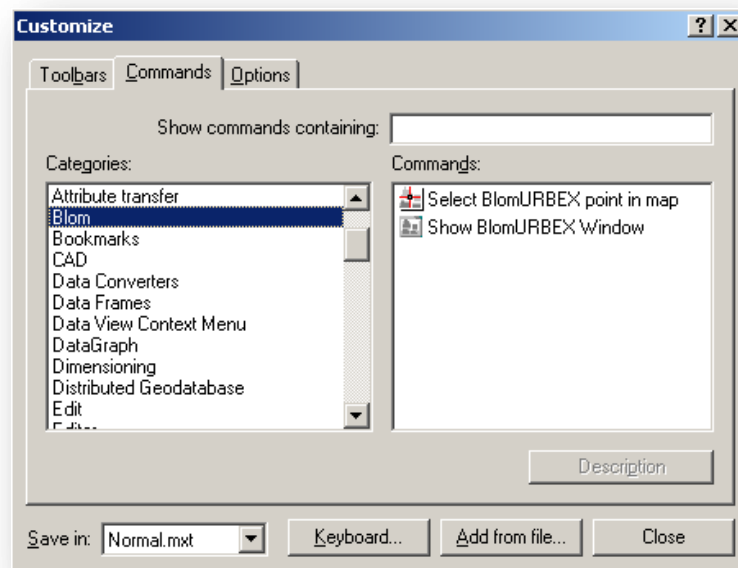 Customize
Toolbars Commands Options
Show commands containing:
Categories: Commands:
Attribute transfer
Blom
Bookmarks
CAD
Data Converters
Data Frames
Data View Context Menu
DataGraph
Dimensioning
Distributed Geodatabase
Edit
Editor
Select BlomURBEX point in map
Show BlomURBEX Window
Description
Save in: Normal.mxt Keyboard... Add from file... Close